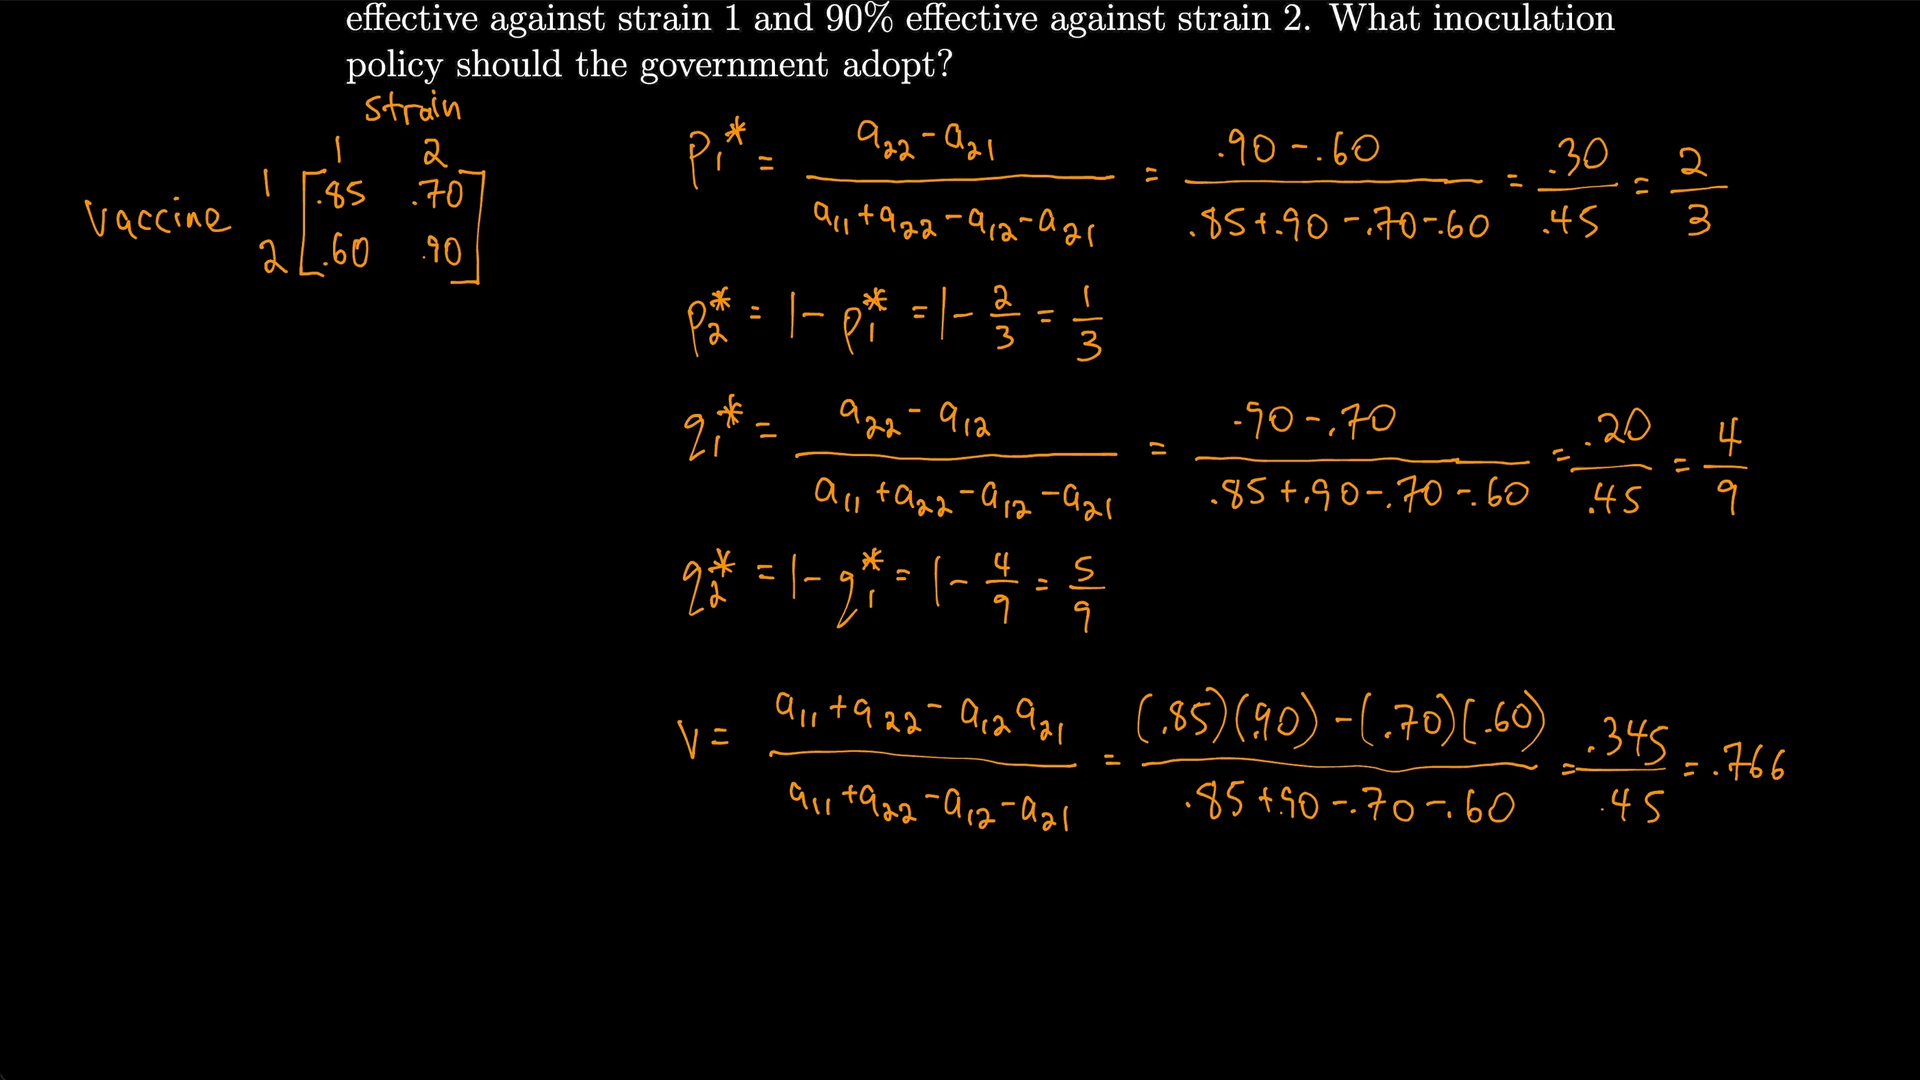 effective against strain 1 and 90% effective against strain 2. What inoculation
policy should the government adopt?
strain
1 2
vaccine
1 [.85 .70]
2 [.60 .90]
p₁* = (a₂₂ - a₂₁)/(a₁₁ + a₂₂ - a₁₂ - a₂₁) = (.90 - .60)/(.85 + .90 - .70 - .60) = .30/.45 = 2/3
p₂* = 1 - p₁* = 1 - 2/3 = 1/3
q₁* = (a₂₂ - a₁₂)/(a₁₁ + a₂₂ - a₁₂ - a₂₁) = (.90 - .70)/(.85 + .90 - .70 - .60) = .20/.45 = 4/9
q₂* = 1 - q₁* = 1 - 4/9 = 5/9
v = (a₁₁ + a₂₂ - a₁₂a₂₁)/(a₁₁ + a₂₂ - a₁₂ - a₂₁) = ((.85)(.90) - (.70)(.60))/(.85 + .90 - .70 - .60) = .345/.45 = .766